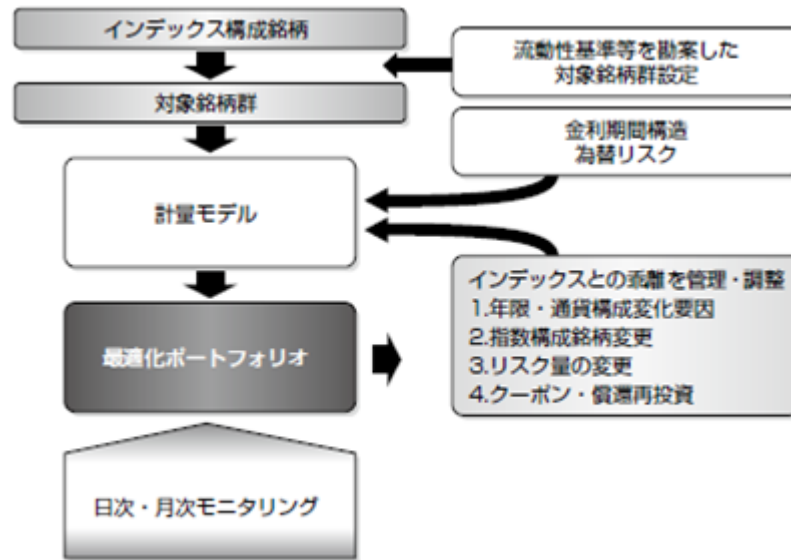 インデックス構成銘柄
流動性基準等を勘案した
対象銘柄群設定
対象銘柄群
金利期間構造
為替リスク
計量モデル
インデックスとの乖離を管理・調整
1.年限・通貨構成変化要因
2.指数構成銘柄変更
3.リスク量の変更
4.クーポン・償還再投資
最適化ポートフォリオ
日次・月次モニタリング